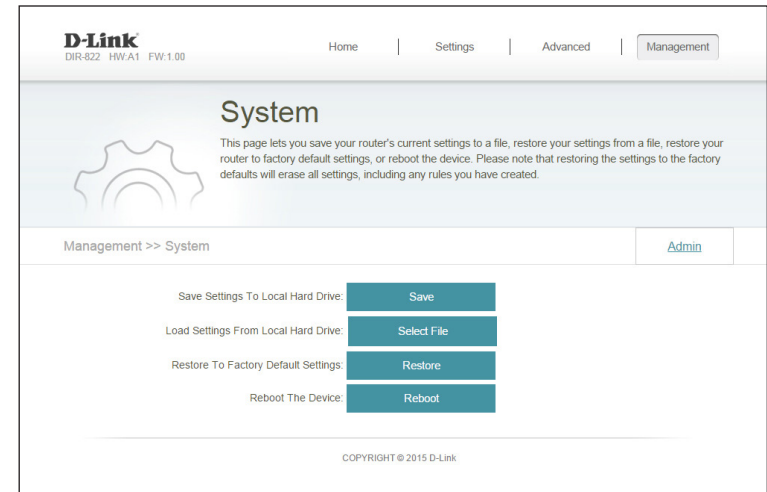 D-Link
DIR-822 HW:A1 FW:1.00
Home | Settings | Advanced | Management
System
This page lets you save your router's current settings to a file, restore your settings from a file, restore your
router to factory default settings, or reboot the device. Please note that restoring the settings to the factory
defaults will erase all settings, including any rules you have created.
Management >> System Admin
Save Settings To Local Hard Drive: Save
Load Settings From Local Hard Drive: Select File
Restore To Factory Default Settings: Restore
Reboot The Device: Reboot
COPYRIGHT © 2015 D-Link